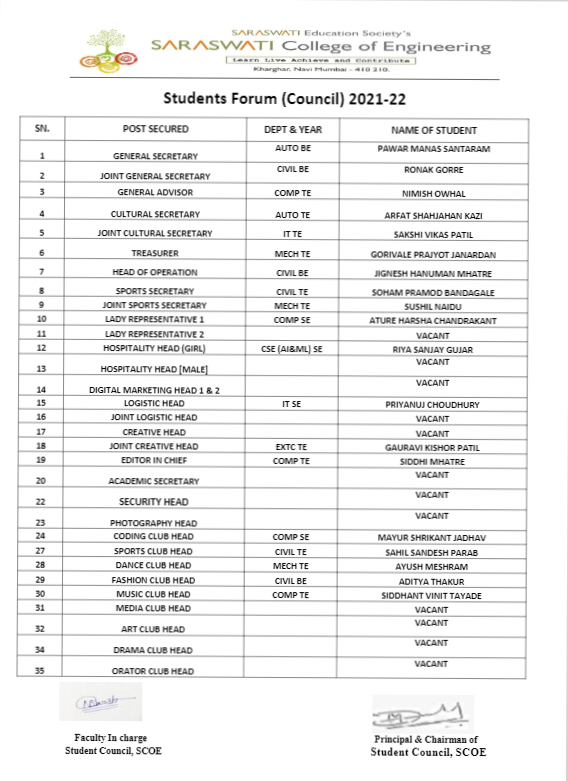 SARASWATI Education Society's
SARASWATI College of Engineering
Learn Live Achieve and Contribute
Kharghar, Navi Mumbai - 410 210.
Students Forum (Council) 2021-22
SN. POST SECURED DEPT & YEAR NAME OF STUDENT
1 GENERAL SECRETARY AUTO BE PAWAR MANAS SANTARAM
2 JOINT GENERAL SECRETARY CIVIL BE RONAK GORRE
3 GENERAL ADVISOR COMP TE NIMISH OWHAL
4 CULTURAL SECRETARY AUTO TE ARFAT SHAHJAHAN KAZI
5 JOINT CULTURAL SECRETARY IT TE SAKSHI VIKAS PATIL
6 TREASURER MECH TE GORIVALE PRAJYOT JANARDAN
7 HEAD OF OPERATION CIVIL BE JIGNESH HANUMAN MHATRE
8 SPORTS SECRETARY CIVIL TE SOHAM PRAMOD BANDAGALE
9 JOINT SPORTS SECRETARY MECH TE SUSHIL NAIDU
10 LADY REPRESENTATIVE 1 COMP SE ATURE HARSHA CHANDRAKANT
11 LADY REPRESENTATIVE 2 VACANT
12 HOSPITALITY HEAD (GIRL) CSE (AI&ML) SE RIYA SANJAY GUJAR
13 HOSPITALITY HEAD [MALE] VACANT
14 DIGITAL MARKETING HEAD 1 & 2 VACANT
15 LOGISTIC HEAD IT SE PRIYANUJ CHOUDHURY
16 JOINT LOGISTIC HEAD VACANT
17 CREATIVE HEAD VACANT
18 JOINT CREATIVE HEAD EXTC TE GAURAVI KISHOR PATIL
19 EDITOR IN CHIEF COMP TE SIDDHI MHATRE
20 ACADEMIC SECRETARY VACANT
22 SECURITY HEAD VACANT
23 PHOTOGRAPHY HEAD VACANT
24 CODING CLUB HEAD COMP SE MAYUR SHRIKANT JADHAV
27 SPORTS CLUB HEAD CIVIL TE SAHIL SANDESH PARAB
28 DANCE CLUB HEAD MECH TE AYUSH MESHRAM
29 FASHION CLUB HEAD CIVIL BE ADITYA THAKUR
30 MUSIC CLUB HEAD COMP TE SIDDHANT VINIT TAYADE
31 MEDIA CLUB HEAD VACANT
32 ART CLUB HEAD VACANT
34 DRAMA CLUB HEAD VACANT
35 ORATOR CLUB HEAD VACANT
Faculty In charge
Student Council, SCOE
Principal & Chairman of
Student Council, SCOE